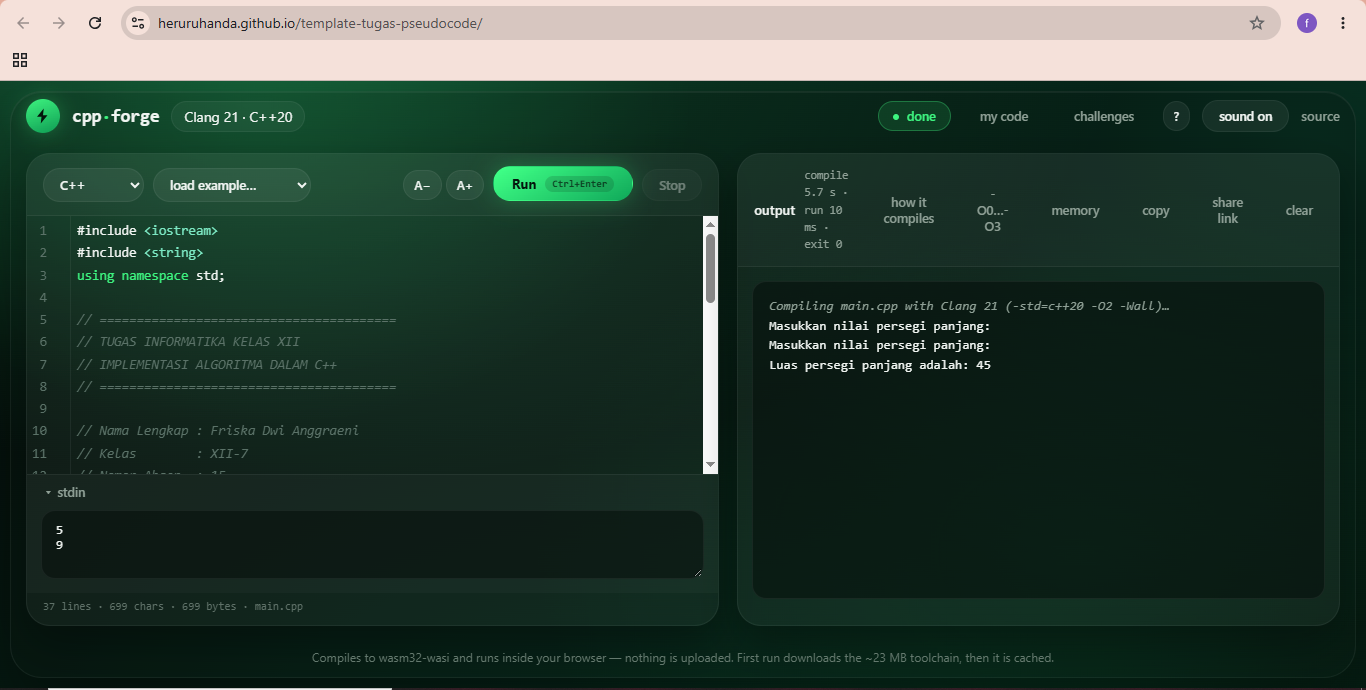 heruruhanda.github.io/template-tugas-pseudocode/
f
cpp·forge
Clang 21 · C++20
● done
my code
challenges
?
sound on
source
C++
load example...
A−
A+
Run Ctrl+Enter
Stop
1 #include <iostream>
2 #include <string>
3 using namespace std;
4
5 // ========================================
6 // TUGAS INFORMATIKA KELAS XII
7 // IMPLEMENTASI ALGORITMA DALAM C++
8 // ========================================
9
10 // Nama Lengkap : Friska Dwi Anggraeni
11 // Kelas        : XII-7
12 // Nomor Absen  : 15
stdin
5
9
37 lines · 699 chars · 699 bytes · main.cpp
output
compile
5.7 s ·
run 10
ms ·
exit 0
how it
compiles
-
O0…-
O3
memory
copy
share
link
clear
Compiling main.cpp with Clang 21 (-std=c++20 -O2 -Wall)…
Masukkan nilai persegi panjang:
Masukkan nilai persegi panjang:
Luas persegi panjang adalah: 45
Compiles to wasm32-wasi and runs inside your browser — nothing is uploaded. First run downloads the ~23 MB toolchain, then it is cached.